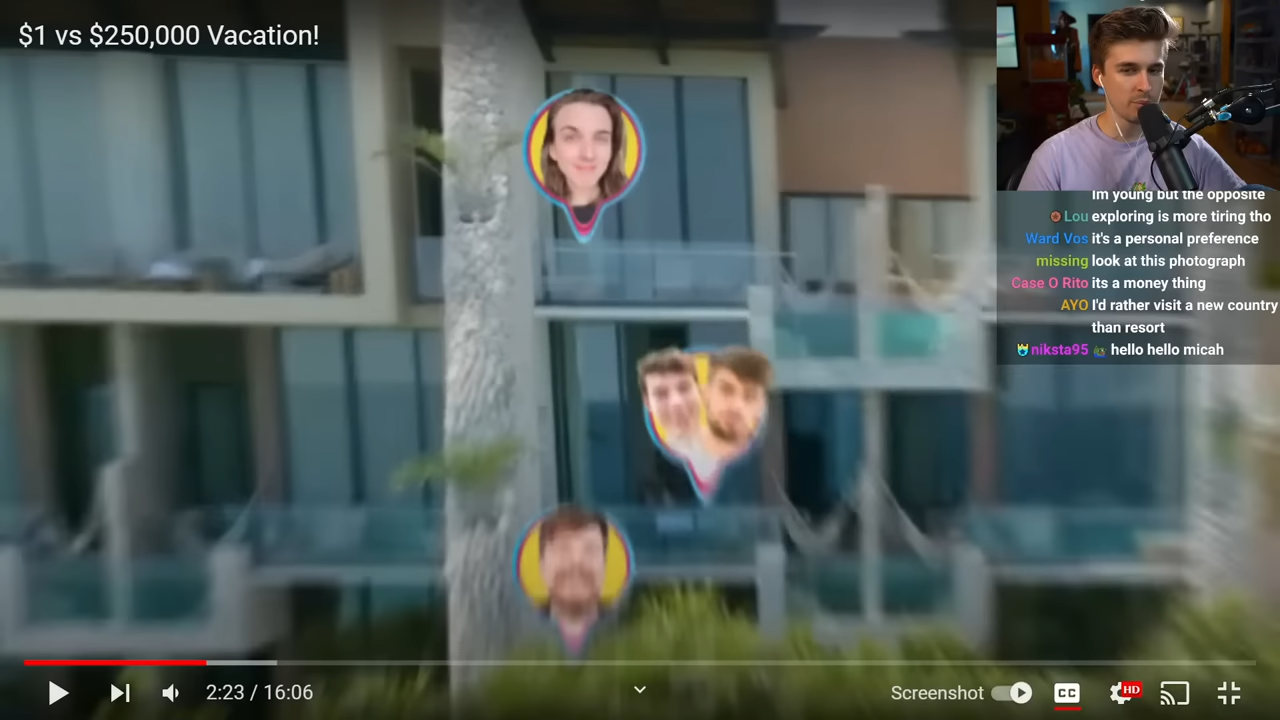 $1 vs $250,000 Vacation!
Im young but the opposite
Lou exploring is more tiring tho
Ward Vos it's a personal preference
missing look at this photograph
Case O Rito its a money thing
AYO I'd rather visit a new country
than resort
niksta95 hello hello micah
2:23 / 16:06
Screenshot
CC
HD